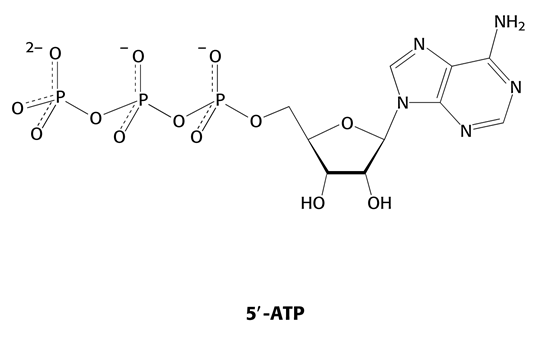 NH₂
2– O – O – O N N
O P P P O N N
O O O O O O O
HO OH
5′-ATP